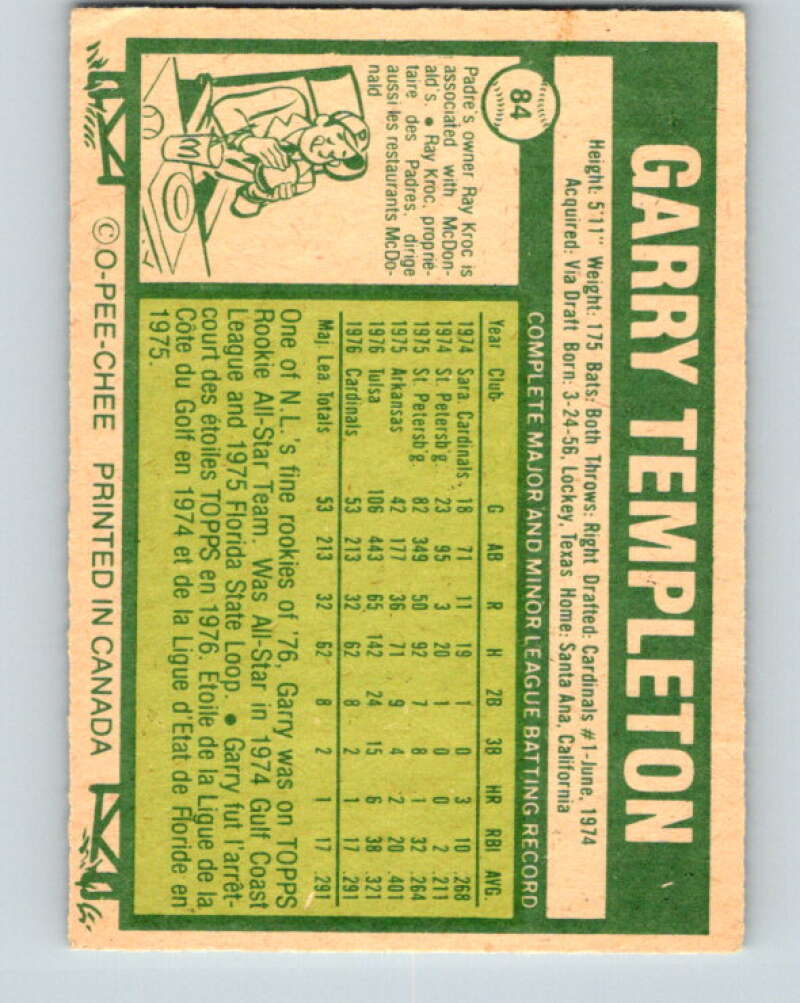 84
GARRY TEMPLETON
Height: 5'11" Weight: 175 Bats: Both Throws: Right Drafted: Cardinals #1-June, 1974
Acquired: Via Draft Born: 3-24-56, Lockey, Texas Home: Santa Ana, California
COMPLETE MAJOR AND MINOR LEAGUE BATTING RECORD
Padre's owner Ray Kroc is
associated with McDon-
ald's. • Ray Kroc, proprié-
taire des Padres, dirige
aussi les restaurants McDo-
nald
Year Club G AB R H 2B 3B HR RBI AVG
1974 Sara. Cardinals 18 71 11 19 1 0 3 10 .268
1974 St. Petersb'g. 23 95 3 20 1 0 0 2 .211
1975 St. Petersb'g. 82 349 50 92 7 8 1 32 .264
1975 Arkansas 42 177 36 71 9 4 2 20 .401
1976 Tulsa 106 443 65 142 24 15 6 38 .321
1976 Cardinals 53 213 32 62 8 2 1 17 .291
Maj. Lea. Totals 53 213 32 62 8 2 1 17 .291
One of N.L.'s fine rookies of '76, Garry was on TOPPS
Rookie All-Star Team. Was All-Star in 1974 Gulf Coast
League and 1975 Florida State Loop. • Garry fut l'arrêt-
court des étoiles TOPPS en 1976. Etoile de la Ligue de la
Côte du Golf en 1974 et de la Ligue d'Etat de Floride en
1975.
©O-PEE-CHEE PRINTED IN CANADA